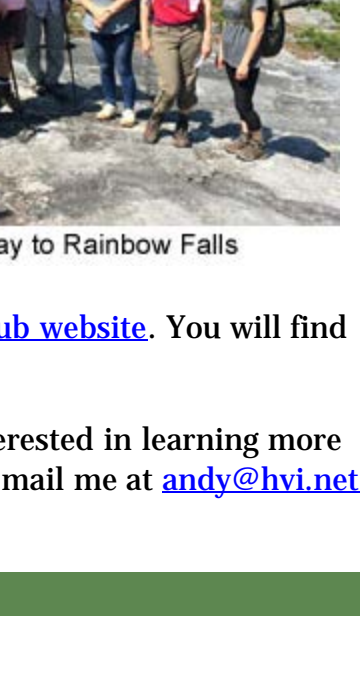 ay to Rainbow Falls
ub website. You will find
erested in learning more
mail me at andy@hvi.net